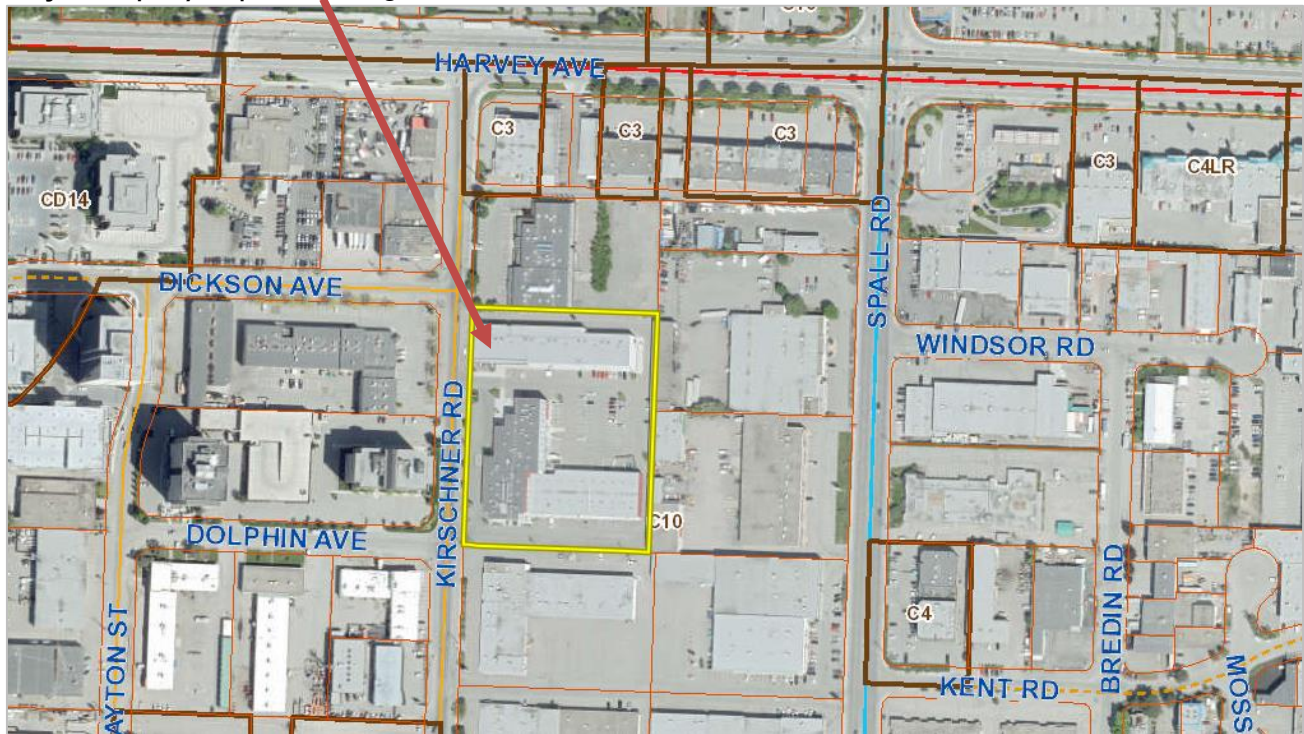 HARVEY AVE
C3
C3
C3
C3
C4LR
CD14
SPALL RD
DICKSON AVE
WINDSOR RD
KIRSCHNER RD
C10
DOLPHIN AVE
BREDIN RD
C4
AYTON ST
KENT RD
MOSS